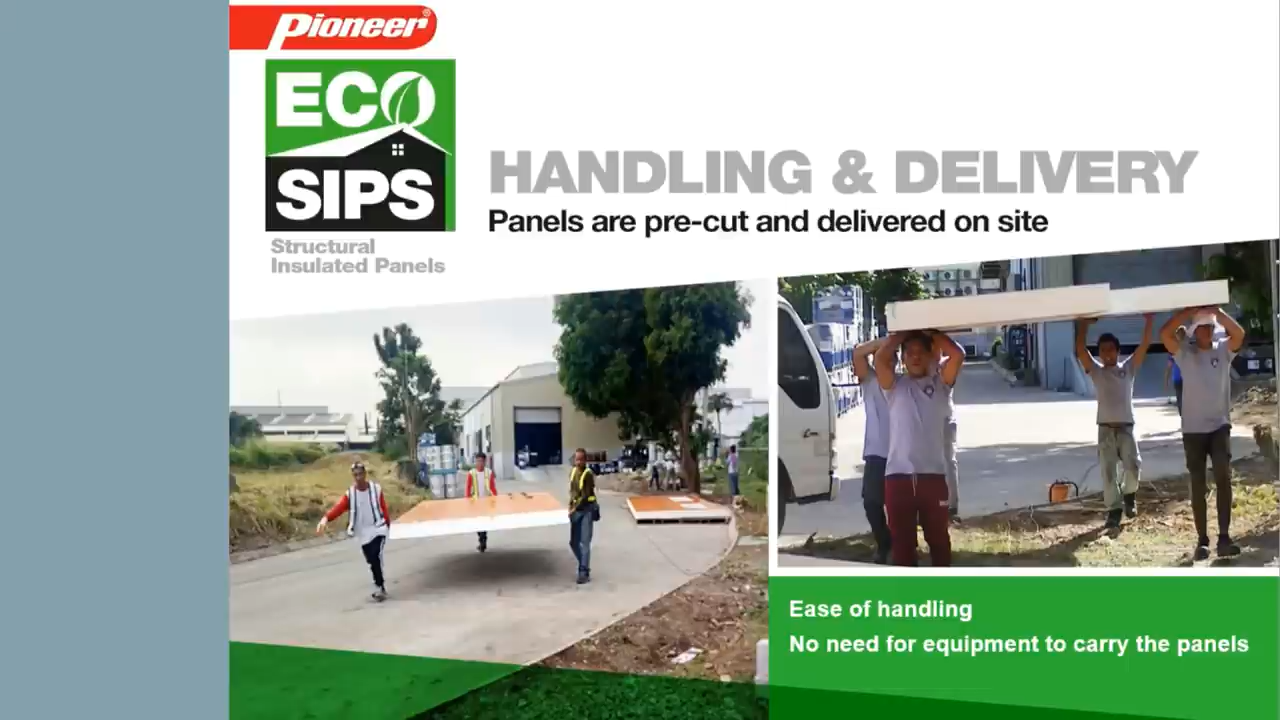 Pioneer®
ECO
SIPS
Structural
Insulated Panels
HANDLING & DELIVERY
Panels are pre-cut and delivered on site
Ease of handling
No need for equipment to carry the panels